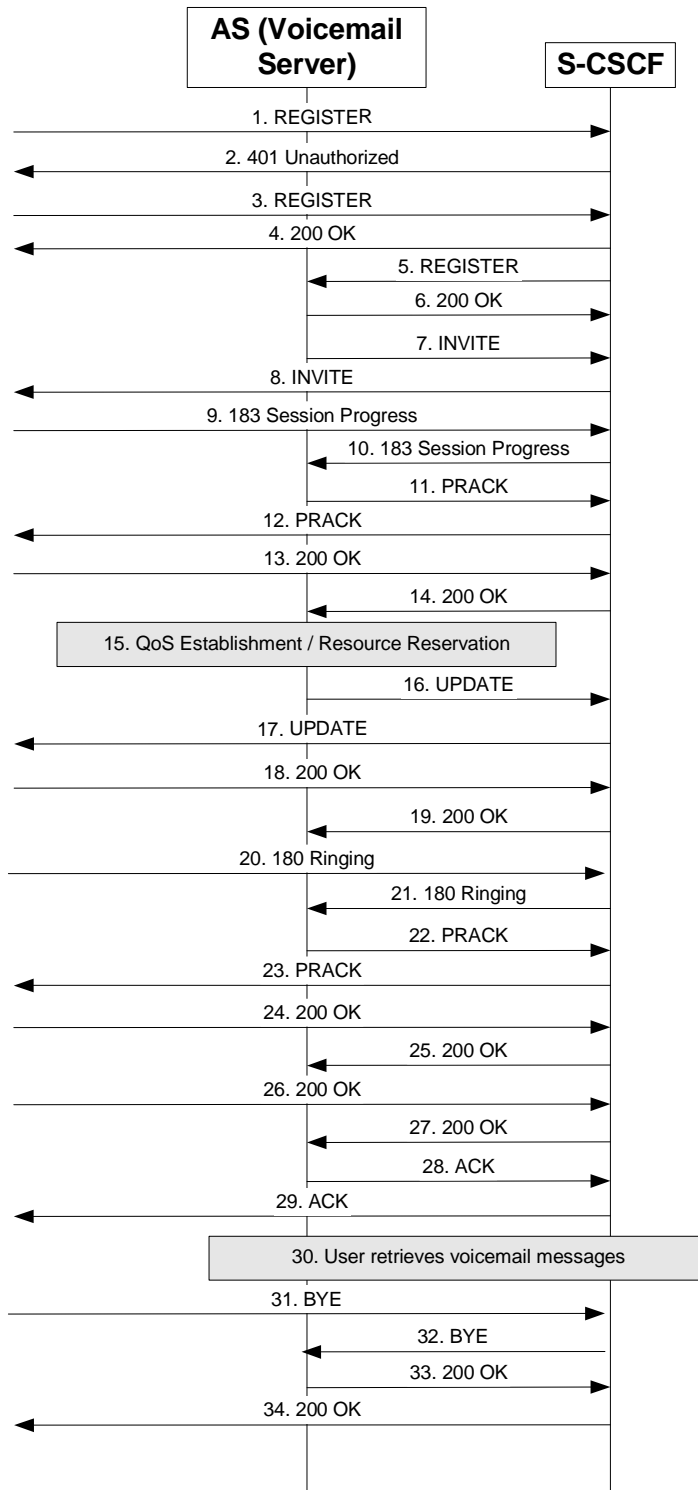 AS (Voicemail
Server)
S-CSCF
1. REGISTER
2. 401 Unauthorized
3. REGISTER
4. 200 OK
5. REGISTER
6. 200 OK
7. INVITE
8. INVITE
9. 183 Session Progress
10. 183 Session Progress
11. PRACK
12. PRACK
13. 200 OK
14. 200 OK
15. QoS Establishment / Resource Reservation
16. UPDATE
17. UPDATE
18. 200 OK
19. 200 OK
20. 180 Ringing
21. 180 Ringing
22. PRACK
23. PRACK
24. 200 OK
25. 200 OK
26. 200 OK
27. 200 OK
28. ACK
29. ACK
30. User retrieves voicemail messages
31. BYE
32. BYE
33. 200 OK
34. 200 OK